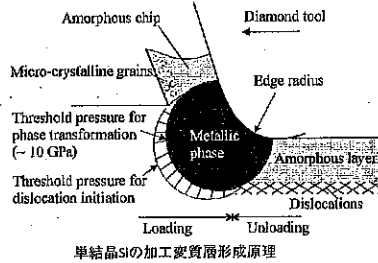 Amorphous chip
Diamond tool
Micro-crystalline grains
Edge radius
Threshold pressure for
phase transformation
(~ 10 GPa)
Metallic
phase
Amorphous layer
Threshold pressure for
dislocation initiation
Dislocations
Loading
Unloading
単結晶Siの加工変質層形成原理